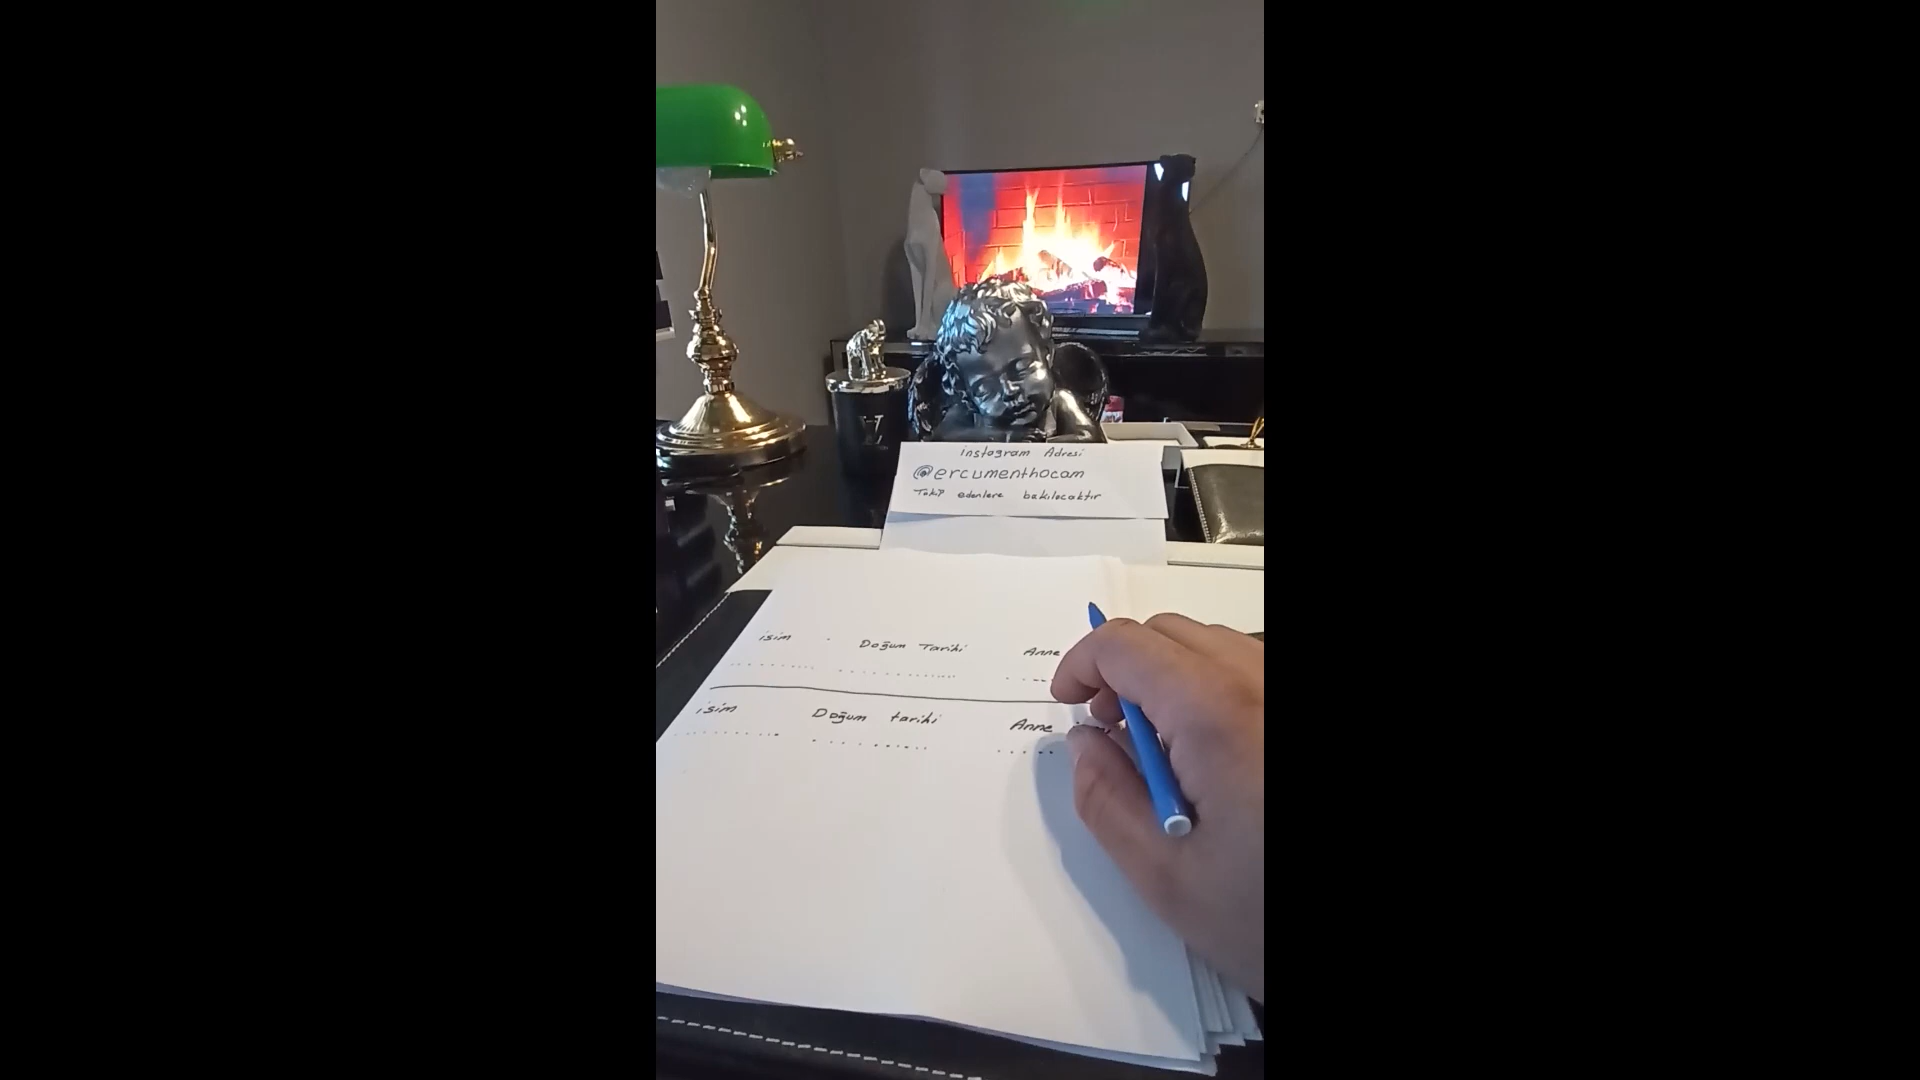 instagram Adresi
@ercumenthocam
Takip edenlere bakılacaktır
isim Doğum Tarihi Anne
isim Doğum tarihi Anne